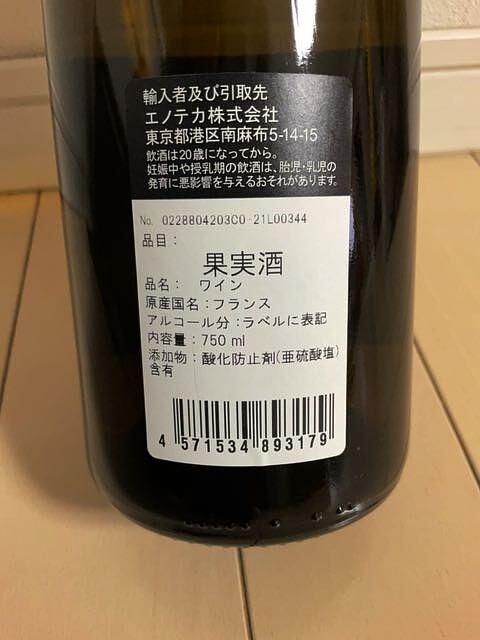 輸入者及び引取先
エノテカ株式会社
東京都港区南麻布5-14-15
飲酒は20歳になってから。
妊娠中や授乳期の飲酒は、胎児・乳児の
発育に悪影響を与えるおそれがあります。
No. 0228804203C0-21L00344
品目：
果実酒
品名： ワイン
原産国名：フランス
アルコール分：ラベルに表記
内容量：750 ml
添加物：酸化防止剤(亜硫酸塩)
含有
4 571534 893179